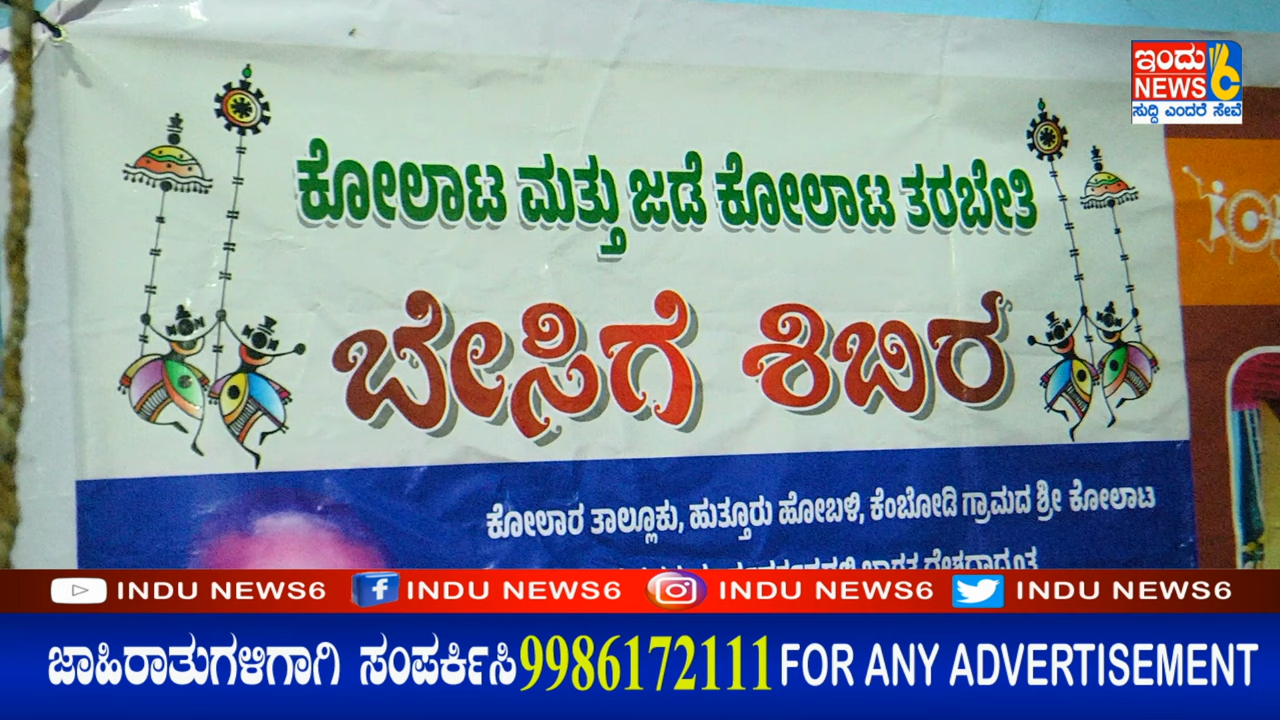 ಇಂದು
NEWS 6
ಸುದ್ದಿ ಎಂದರೆ ಸೇವೆ
ಕೋಲಾಟ ಮತ್ತು ಜಡೆ ಕೋಲಾಟ ತರಬೇತಿ
ಬೇಸಿಗೆ ಶಿಬಿರ
ಕೋಲಾರ ತಾಲ್ಲೂಕು, ಹುತ್ತೂರು ಹೋಬಳಿ, ಕೆಂಬೋಡಿ ಗ್ರಾಮದ ಶ್ರೀ ಕೋಲಾಟ
INDU NEWS6 INDU NEWS6 INDU NEWS6 INDU NEWS6
ಜಾಹಿರಾತುಗಳಿಗಾಗಿ ಸಂಪರ್ಕಿಸಿ 9986172111 FOR ANY ADVERTISEMENT